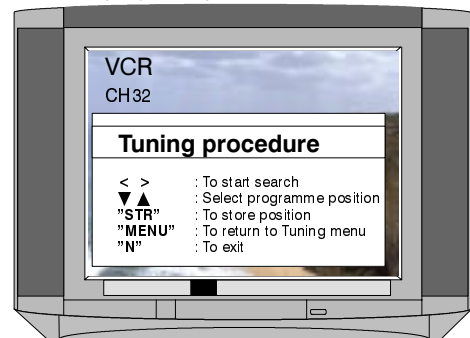 VCR
CH32
Tuning procedure
< > : To start search
▼ ▲ : Select programme position
"STR" : To store position
"MENU" : To return to Tuning menu
"N" : To exit